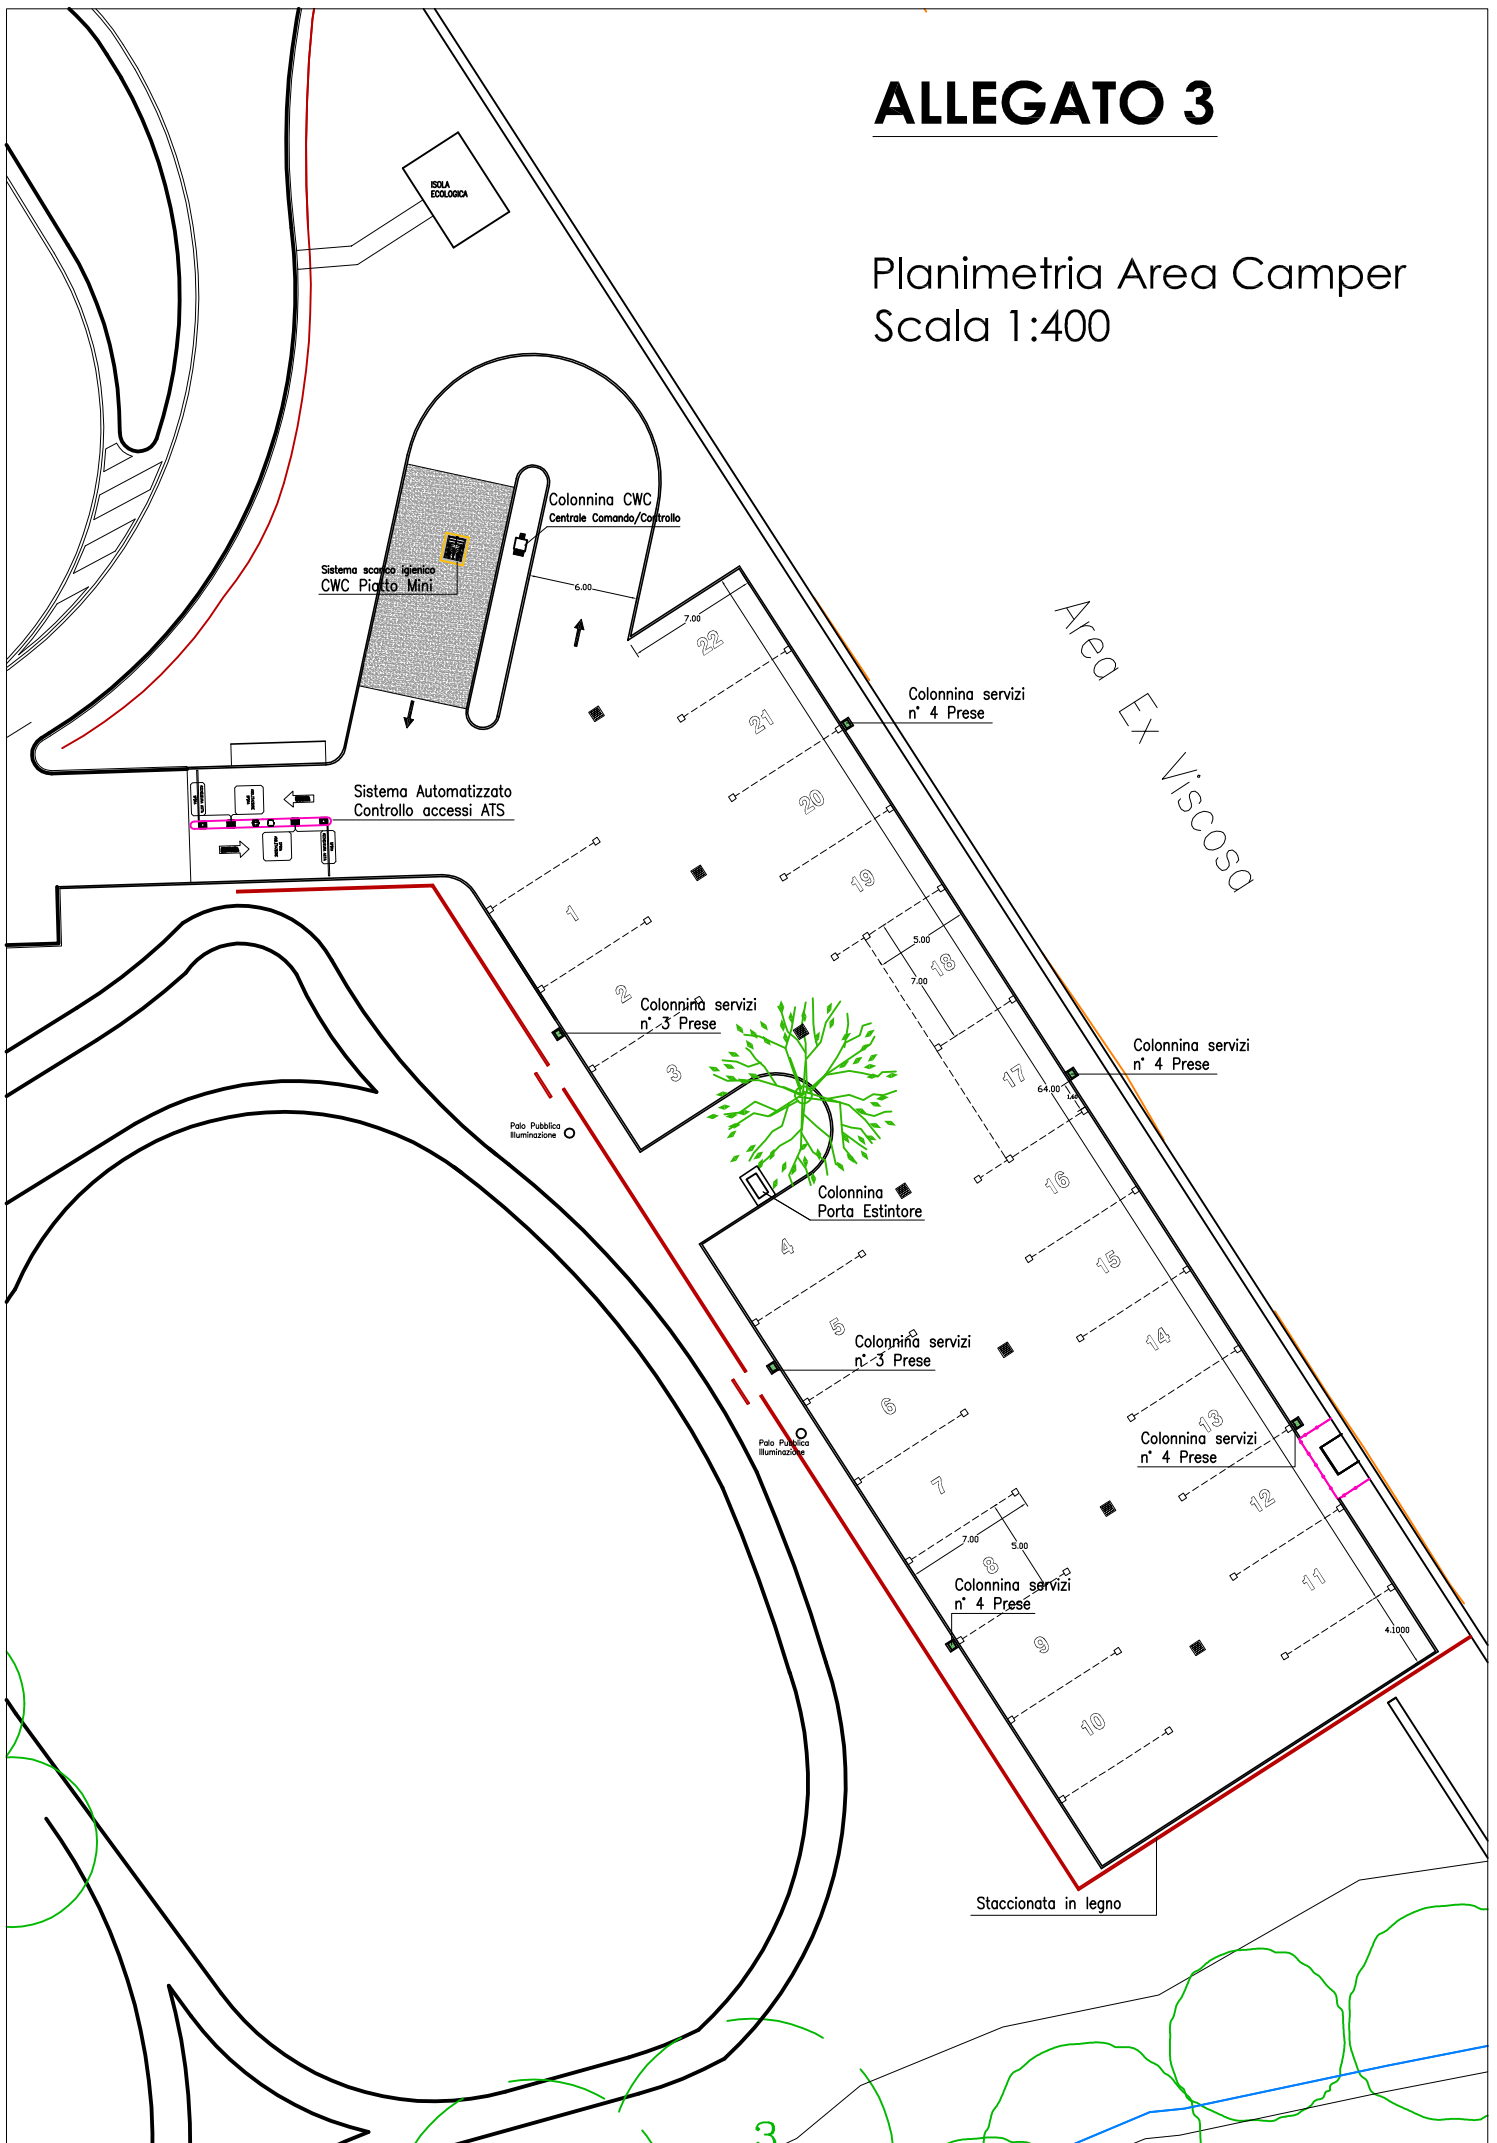 ALLEGATO 3
ISOLA
ECOLOGICA
Planimetria Area Camper
Scala 1:400
Colonnina CWC
Centrale Comando/Controllo
Sistema scarico igienico
CWC Piatto Mini
6.00
7.00
22
Area Ex Viscosa
Colonnina servizi
n° 4 Prese
21
Sistema Automatizzato
Controllo accessi ATS
20
19
1
5.00
18
7.00
2
Colonnina servizi
n° 3 Prese
Colonnina servizi
n° 4 Prese
3
17
64.00
1.60
Palo Pubblica
Illuminazione
16
Colonnina
Porta Estintore
4
15
5
Colonnina servizi
n° 3 Prese
14
6
13
Palo Pubblica
Illuminazione
Colonnina servizi
n° 4 Prese
7
12
7.00
5.00
8
11
Colonnina servizi
n° 4 Prese
9
4.1000
10
Staccionata in legno
3